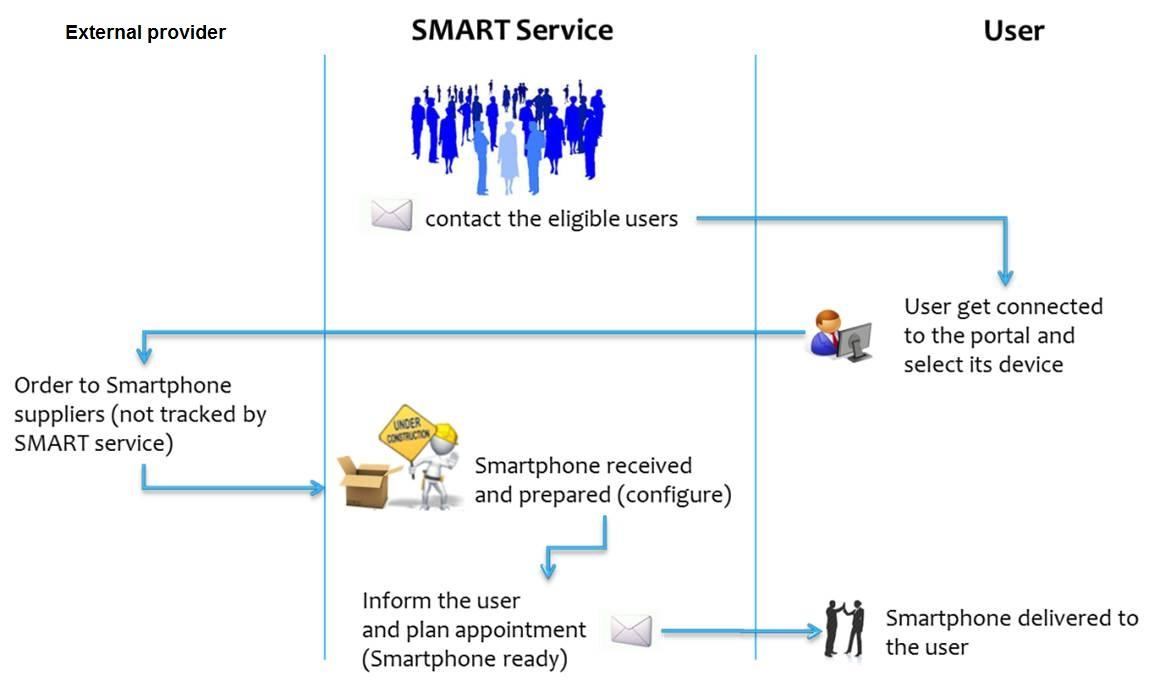 External provider
SMART Service
User
contact the eligible users
User get connected
to the portal and
select its device
Order to Smartphone
suppliers (not tracked by
SMART service)
UNDER
CONSTRUCTION
Smartphone received
and prepared (configure)
Inform the user
and plan appointment
(Smartphone ready)
Smartphone delivered to
the user